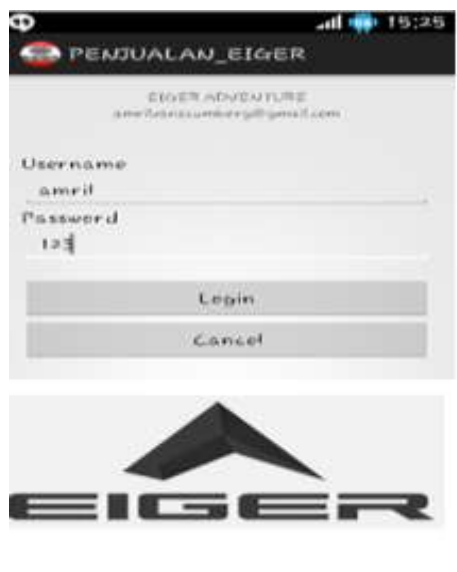 15:25
PENJUALAN_EIGER
EIGER ADVENTURE
Username
amril
Password
123
Login
Cancel
EIGER